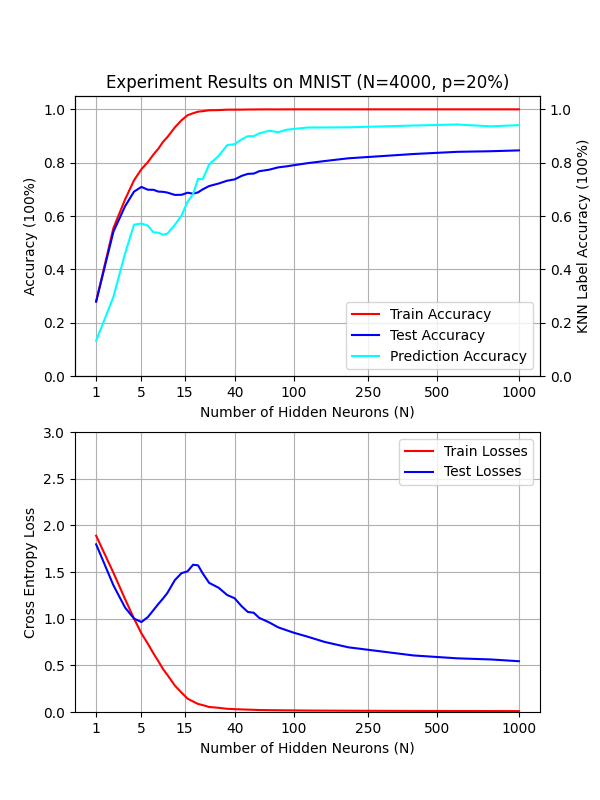 Experiment Results on MNIST (N=4000, p=20%)
1.0
0.8
0.6
0.4
0.2
0.0
Accuracy (100%)
1.0
0.8
0.6
0.4
0.2
0.0
KNN Label Accuracy (100%)
Train Accuracy
Test Accuracy
Prediction Accuracy
1 5 15 40 100 250 500 1000
Number of Hidden Neurons (N)
3.0
2.5
2.0
1.5
1.0
0.5
0.0
Cross Entropy Loss
Train Losses
Test Losses
1 5 15 40 100 250 500 1000
Number of Hidden Neurons (N)